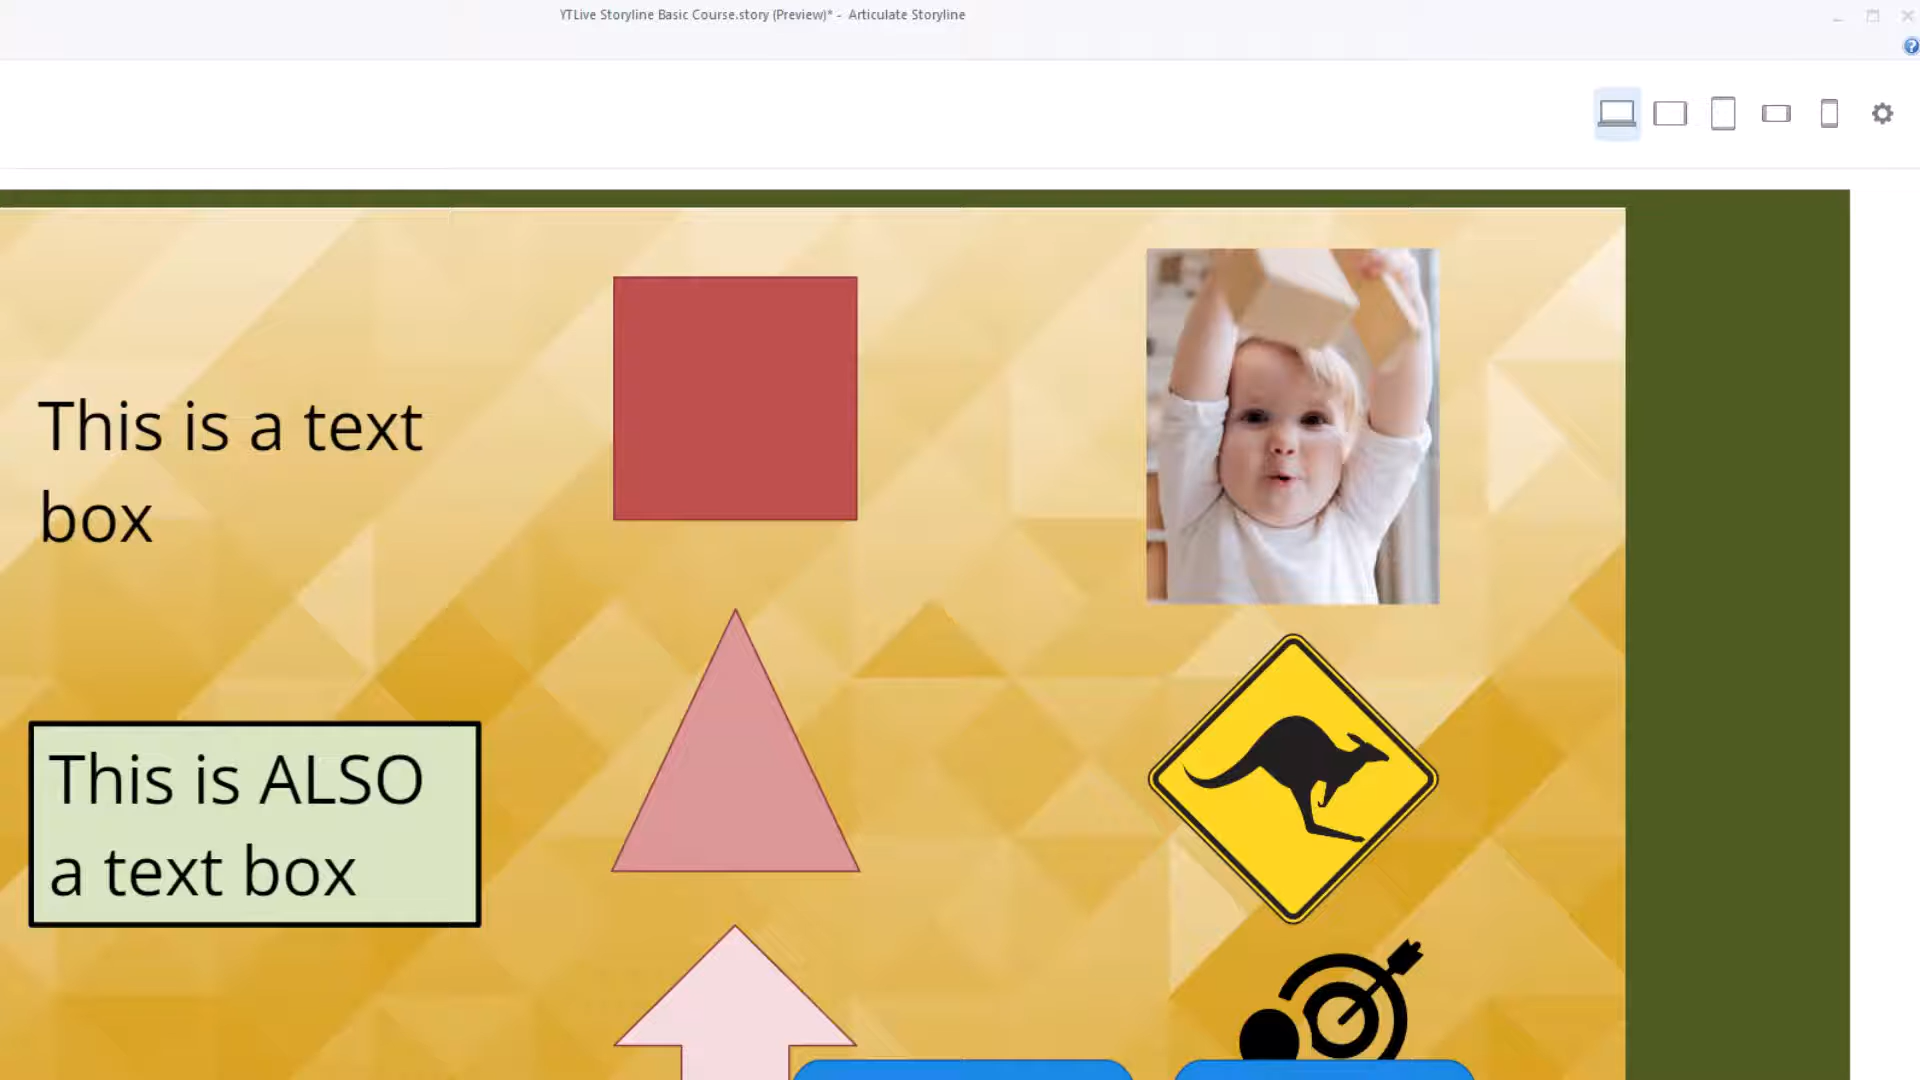 YTLive Storyline Basic Course.story (Preview)* - Articulate Storyline
?
This is a text
box
This is ALSO
a text box